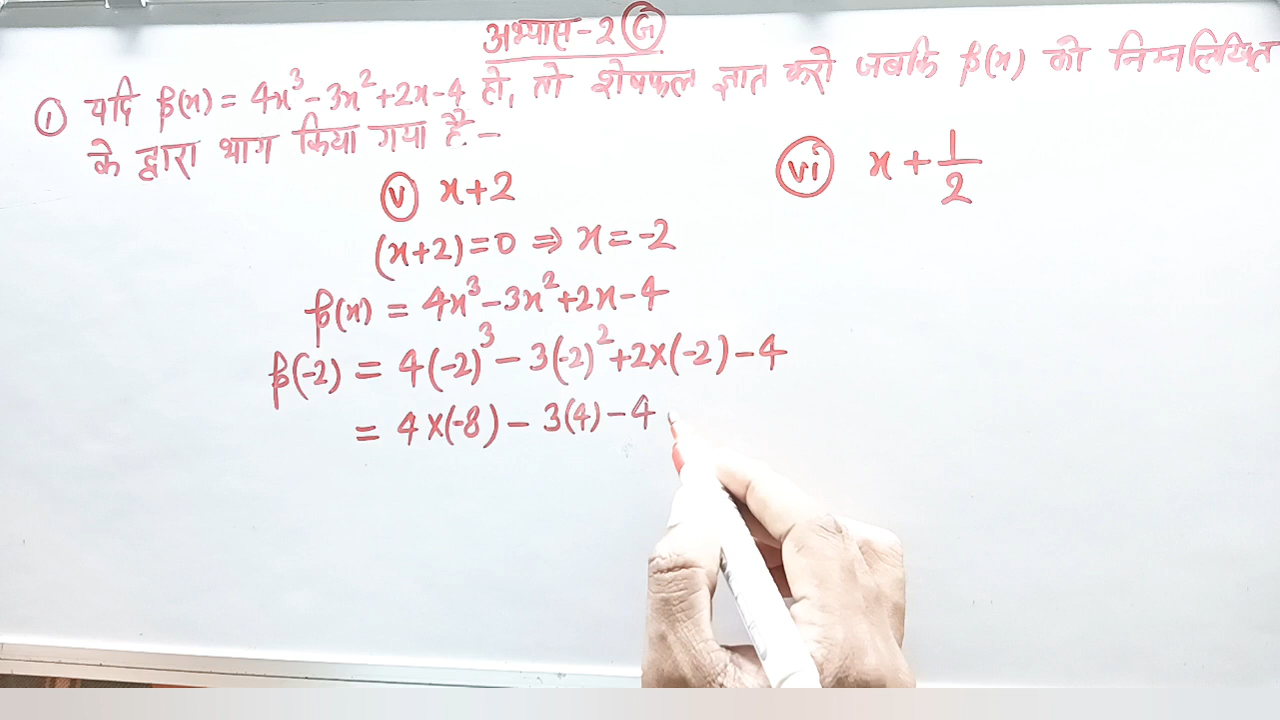 अभ्यास-2 G
① यदि p(x) = 4x³-3x²+2x-4 हो, तो शेषफल ज्ञात करो जबकि p(x) को निम्नलिखित
के द्वारा भाग किया गया है-
(v) x+2
(x+2)=0 ⇒ x=-2
p(x) = 4x³-3x²+2x-4
p(-2) = 4(-2)³-3(-2)²+2×(-2)-4
= 4×(-8)-3(4)-4
(vi) x+1/2